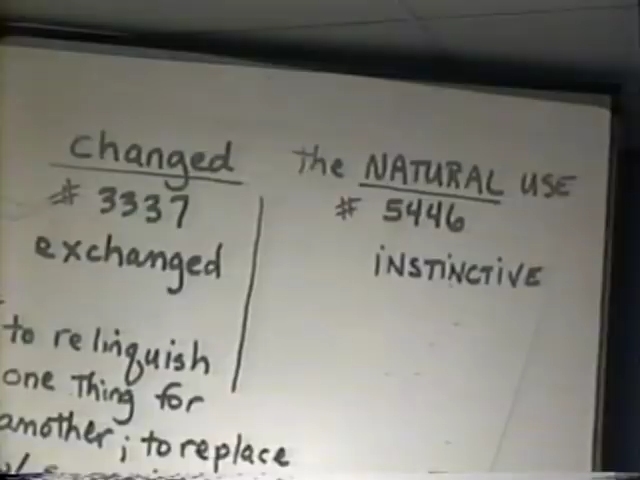 changed
# 3337
exchanged
to relinquish
one Thing for
another; to replace
the NATURAL USE
# 5446
iNSTiNCTiVE